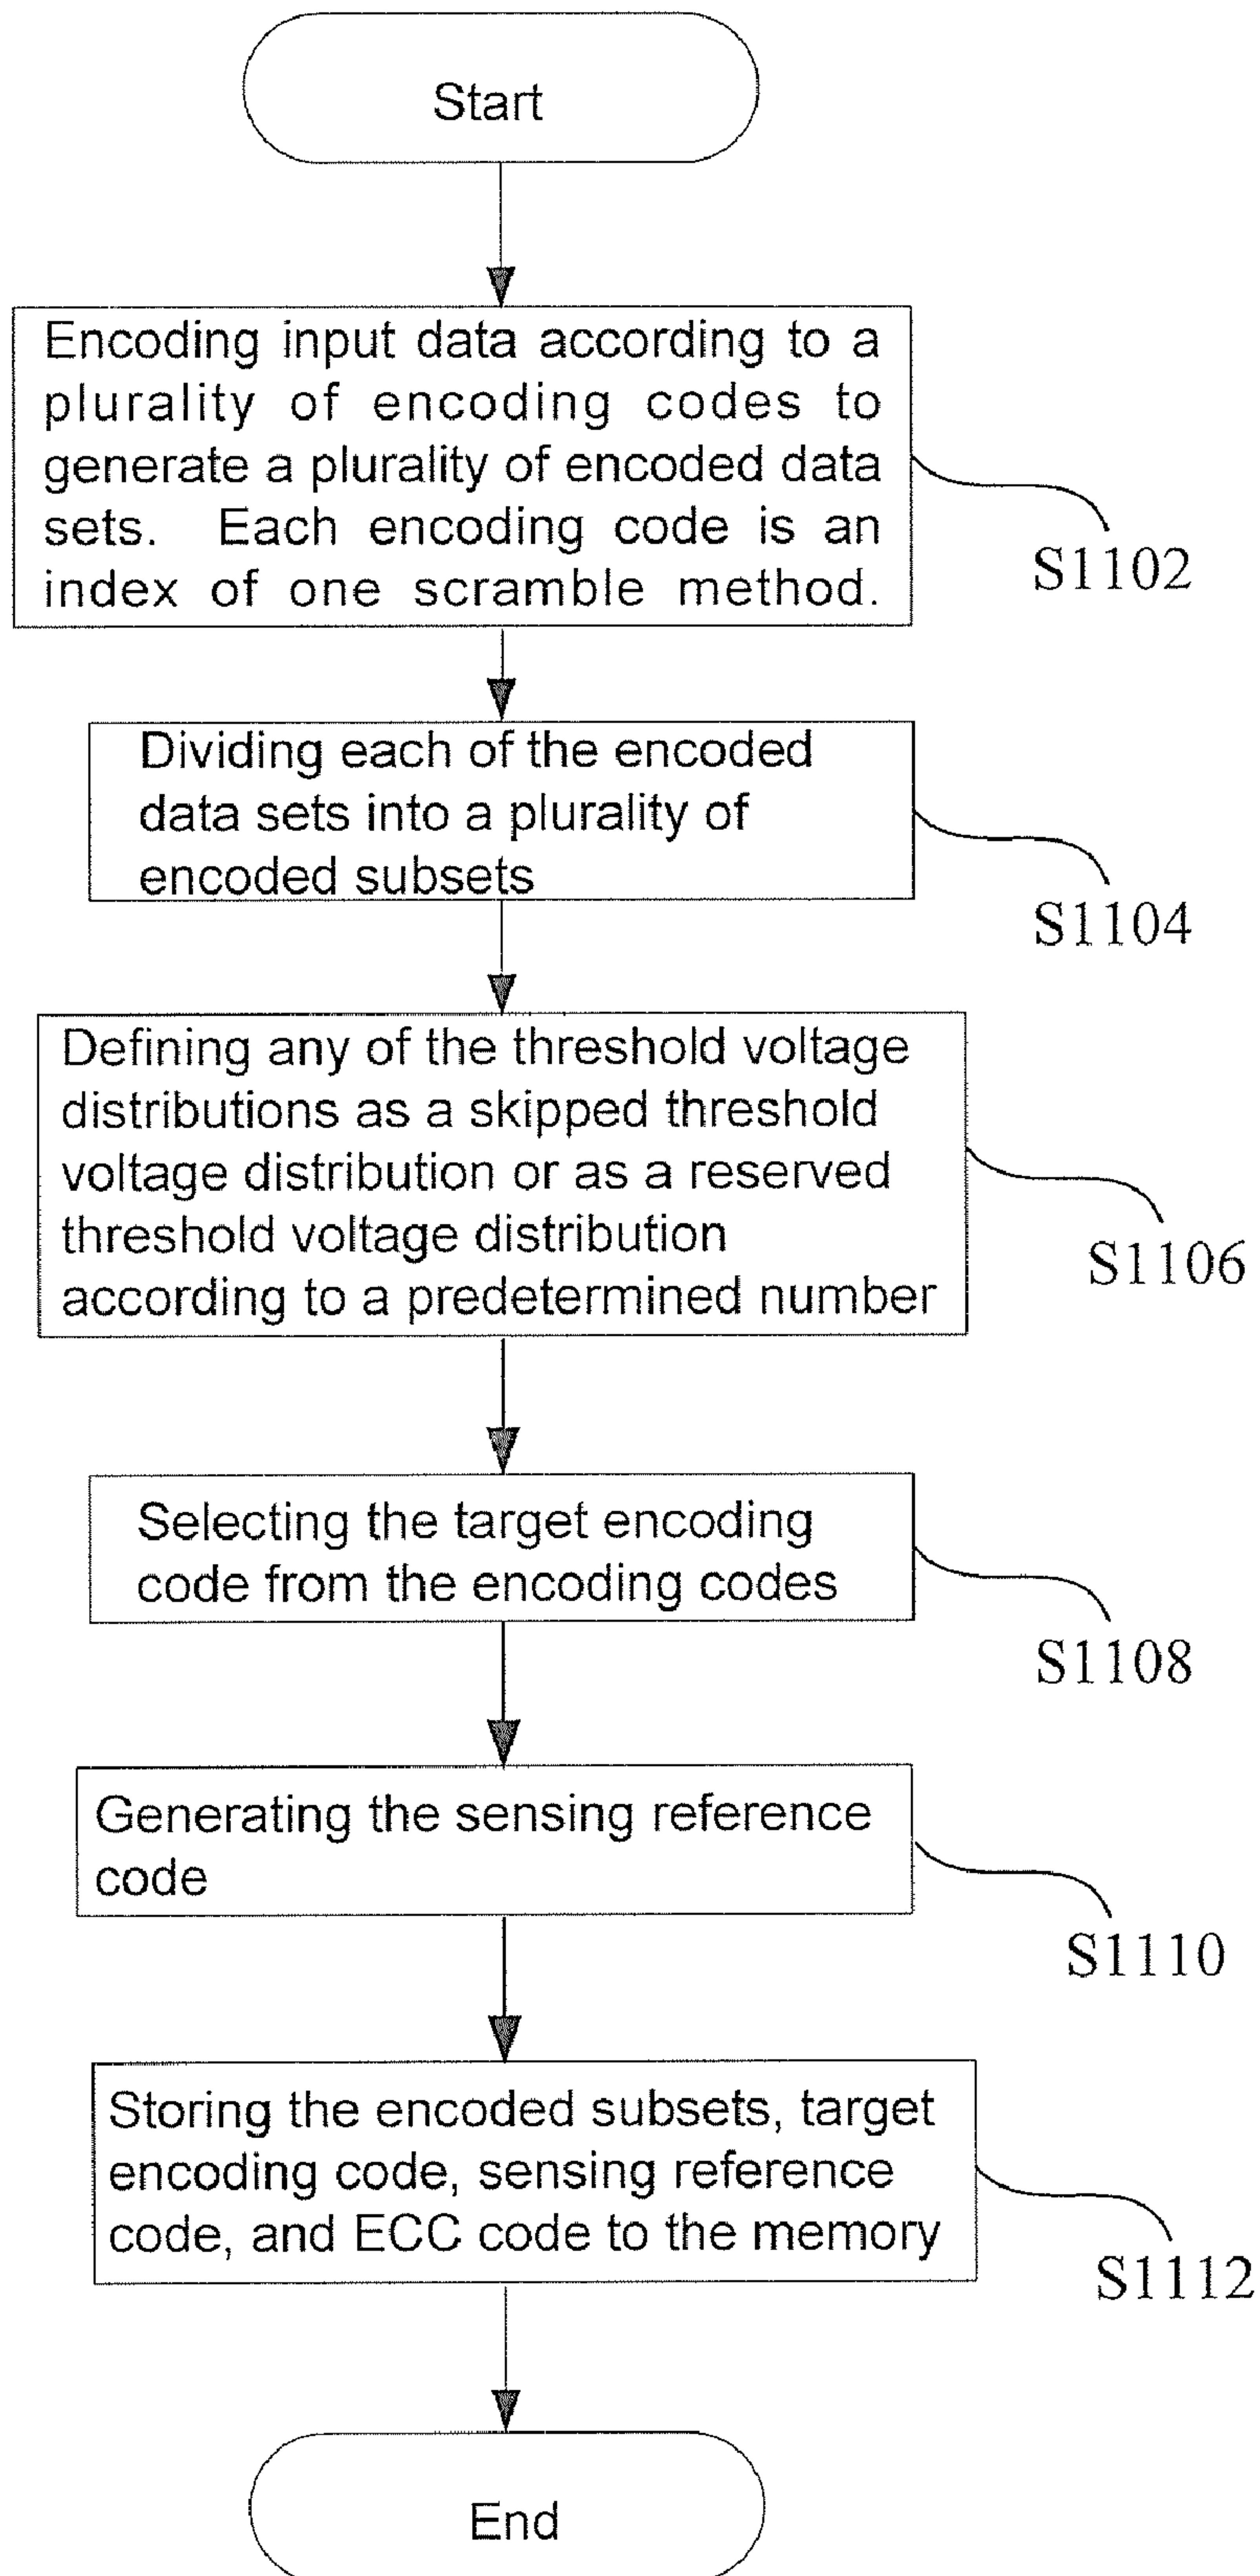 Start
Encoding input data according to a
plurality of encoding codes to
generate a plurality of encoded data
sets. Each encoding code is an
index of one scramble method.
S1102
Dividing each of the encoded
data sets into a plurality of
encoded subsets
S1104
Defining any of the threshold voltage
distributions as a skipped threshold
voltage distribution or as a reserved
threshold voltage distribution
according to a predetermined number
S1106
Selecting the target encoding
code from the encoding codes
S1108
Generating the sensing reference
code
S1110
Storing the encoded subsets, target
encoding code, sensing reference
code, and ECC code to the memory
S1112
End